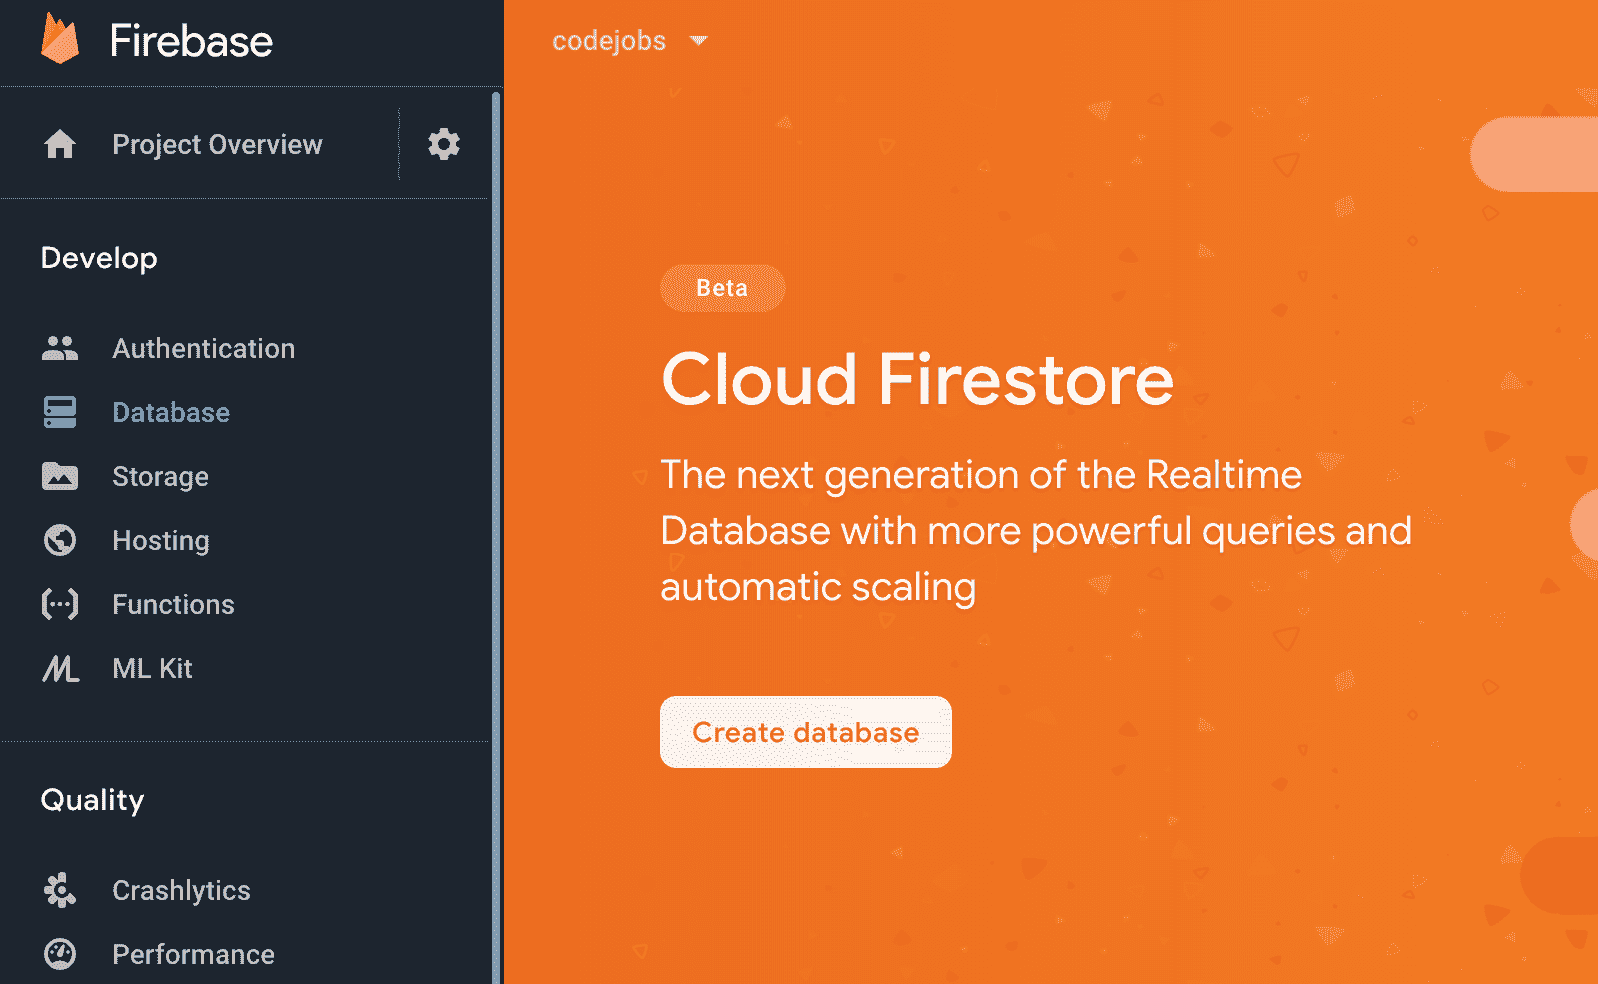 Firebase
Project Overview
Develop
Authentication
Database
Storage
Hosting
Functions
ML Kit
Quality
Crashlytics
Performance
codejobs
Beta
Cloud Firestore
The next generation of the Realtime
Database with more powerful queries and
automatic scaling
Create database